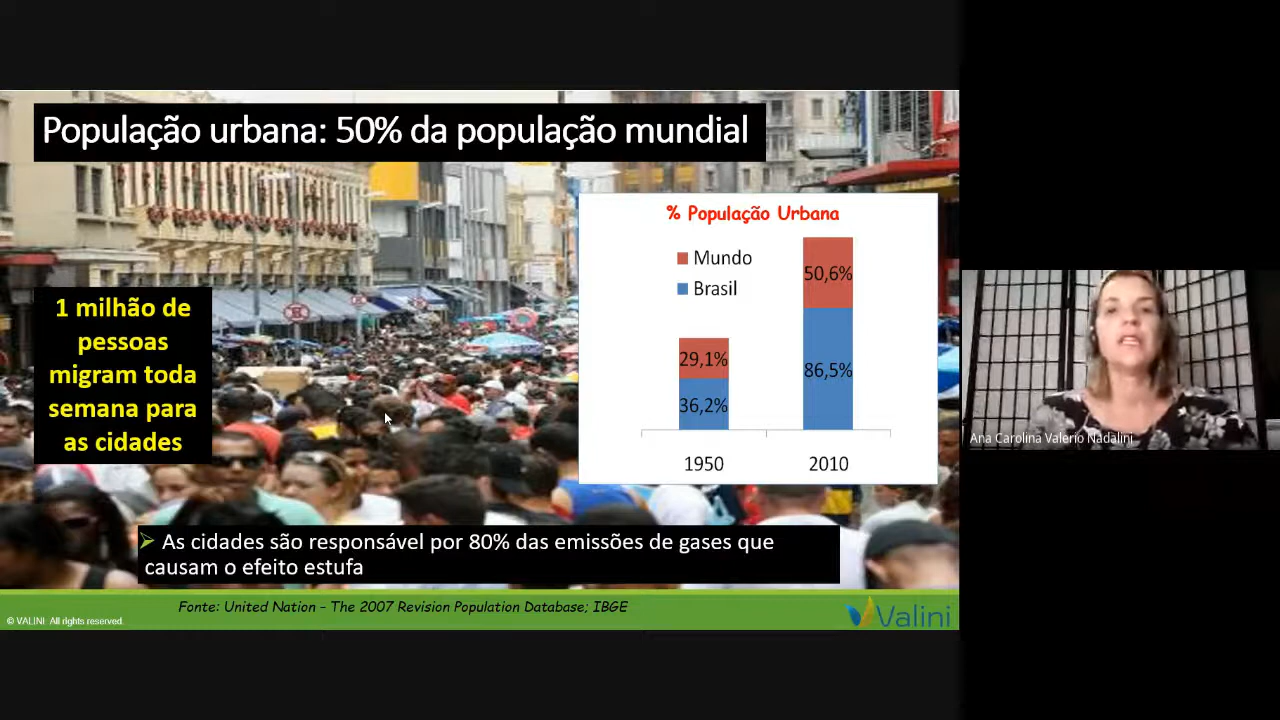 População urbana: 50% da população mundial
1 milhão de
pessoas
migram toda
semana para
as cidades
% População Urbana
Mundo
Brasil
50,6%
29,1%
86,5%
36,2%
1950
2010
Ana Carolina Valerio Nadalini
As cidades são responsável por 80% das emissões de gases que
causam o efeito estufa
Fonte: United Nation - The 2007 Revision Population Database; IBGE
© VALINI. All rights reserved.
Valini